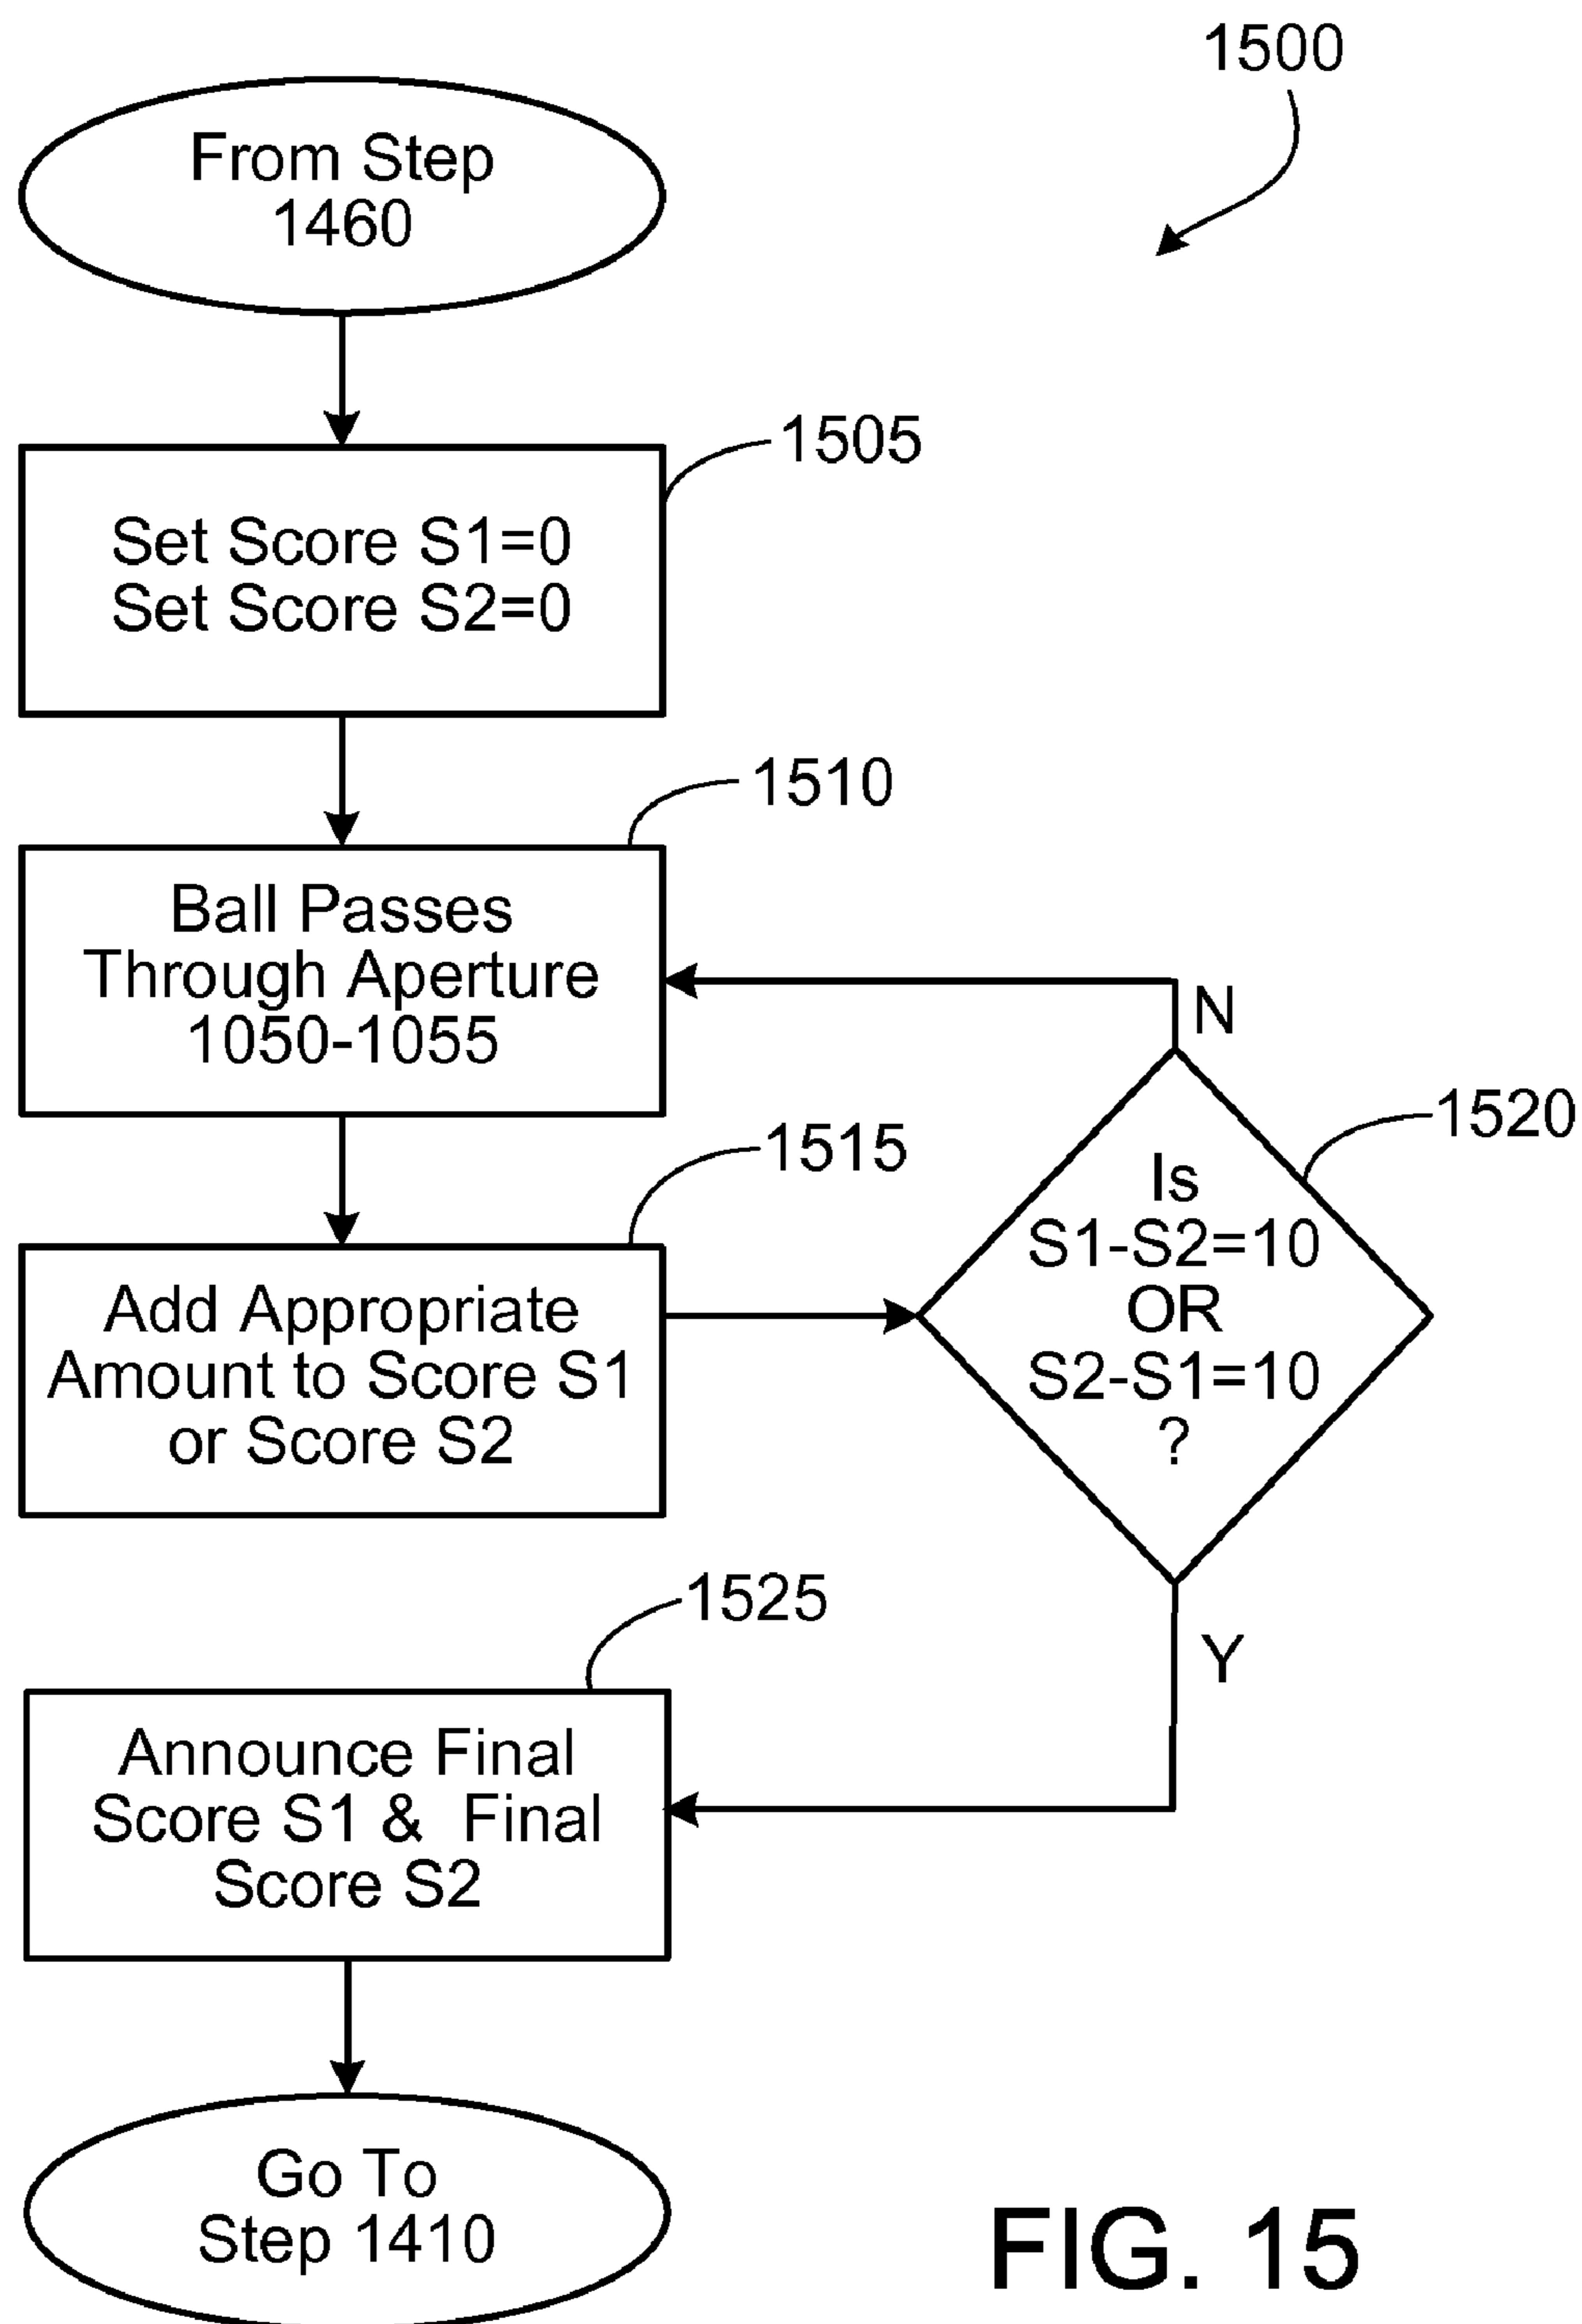 1500
From Step
1460
1505
Set Score S1=0
Set Score S2=0
1510
Ball Passes
Through Aperture
1050-1055
N
1520
1515
Is
S1-S2=10
OR
S2-S1=10
?
Add Appropriate
Amount to Score S1
or Score S2
1525
Y
Announce Final
Score S1 & Final
Score S2
Go To
Step 1410
FIG. 15